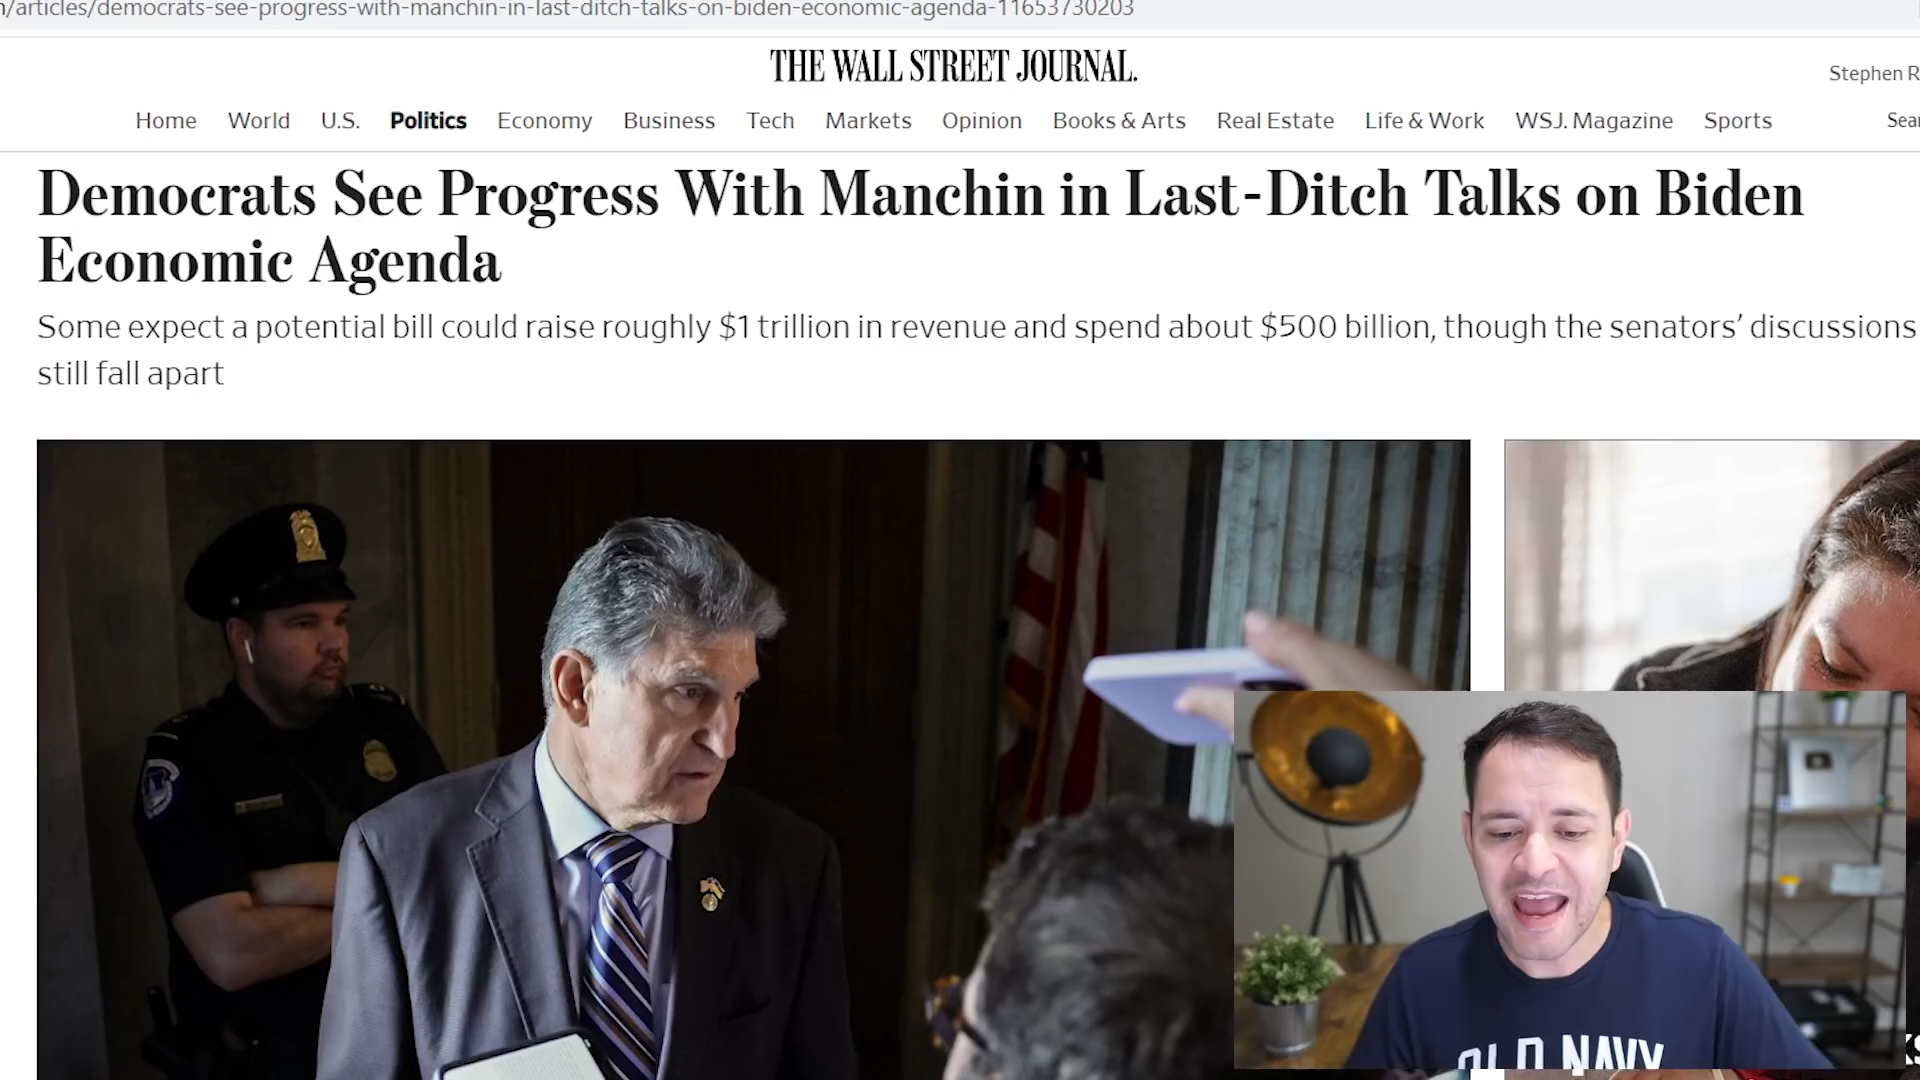 /articles/democrats-see-progress-with-manchin-in-last-ditch-talks-on-biden-economic-agenda-11653730203
THE WALL STREET JOURNAL.
Stephen R
Home World U.S. Politics Economy Business Tech Markets Opinion Books & Arts Real Estate Life & Work WSJ. Magazine Sports
Sear
Democrats See Progress With Manchin in Last-Ditch Talks on Biden
Economic Agenda
Some expect a potential bill could raise roughly $1 trillion in revenue and spend about $500 billion, though the senators’ discussions
still fall apart
OLD NAVY